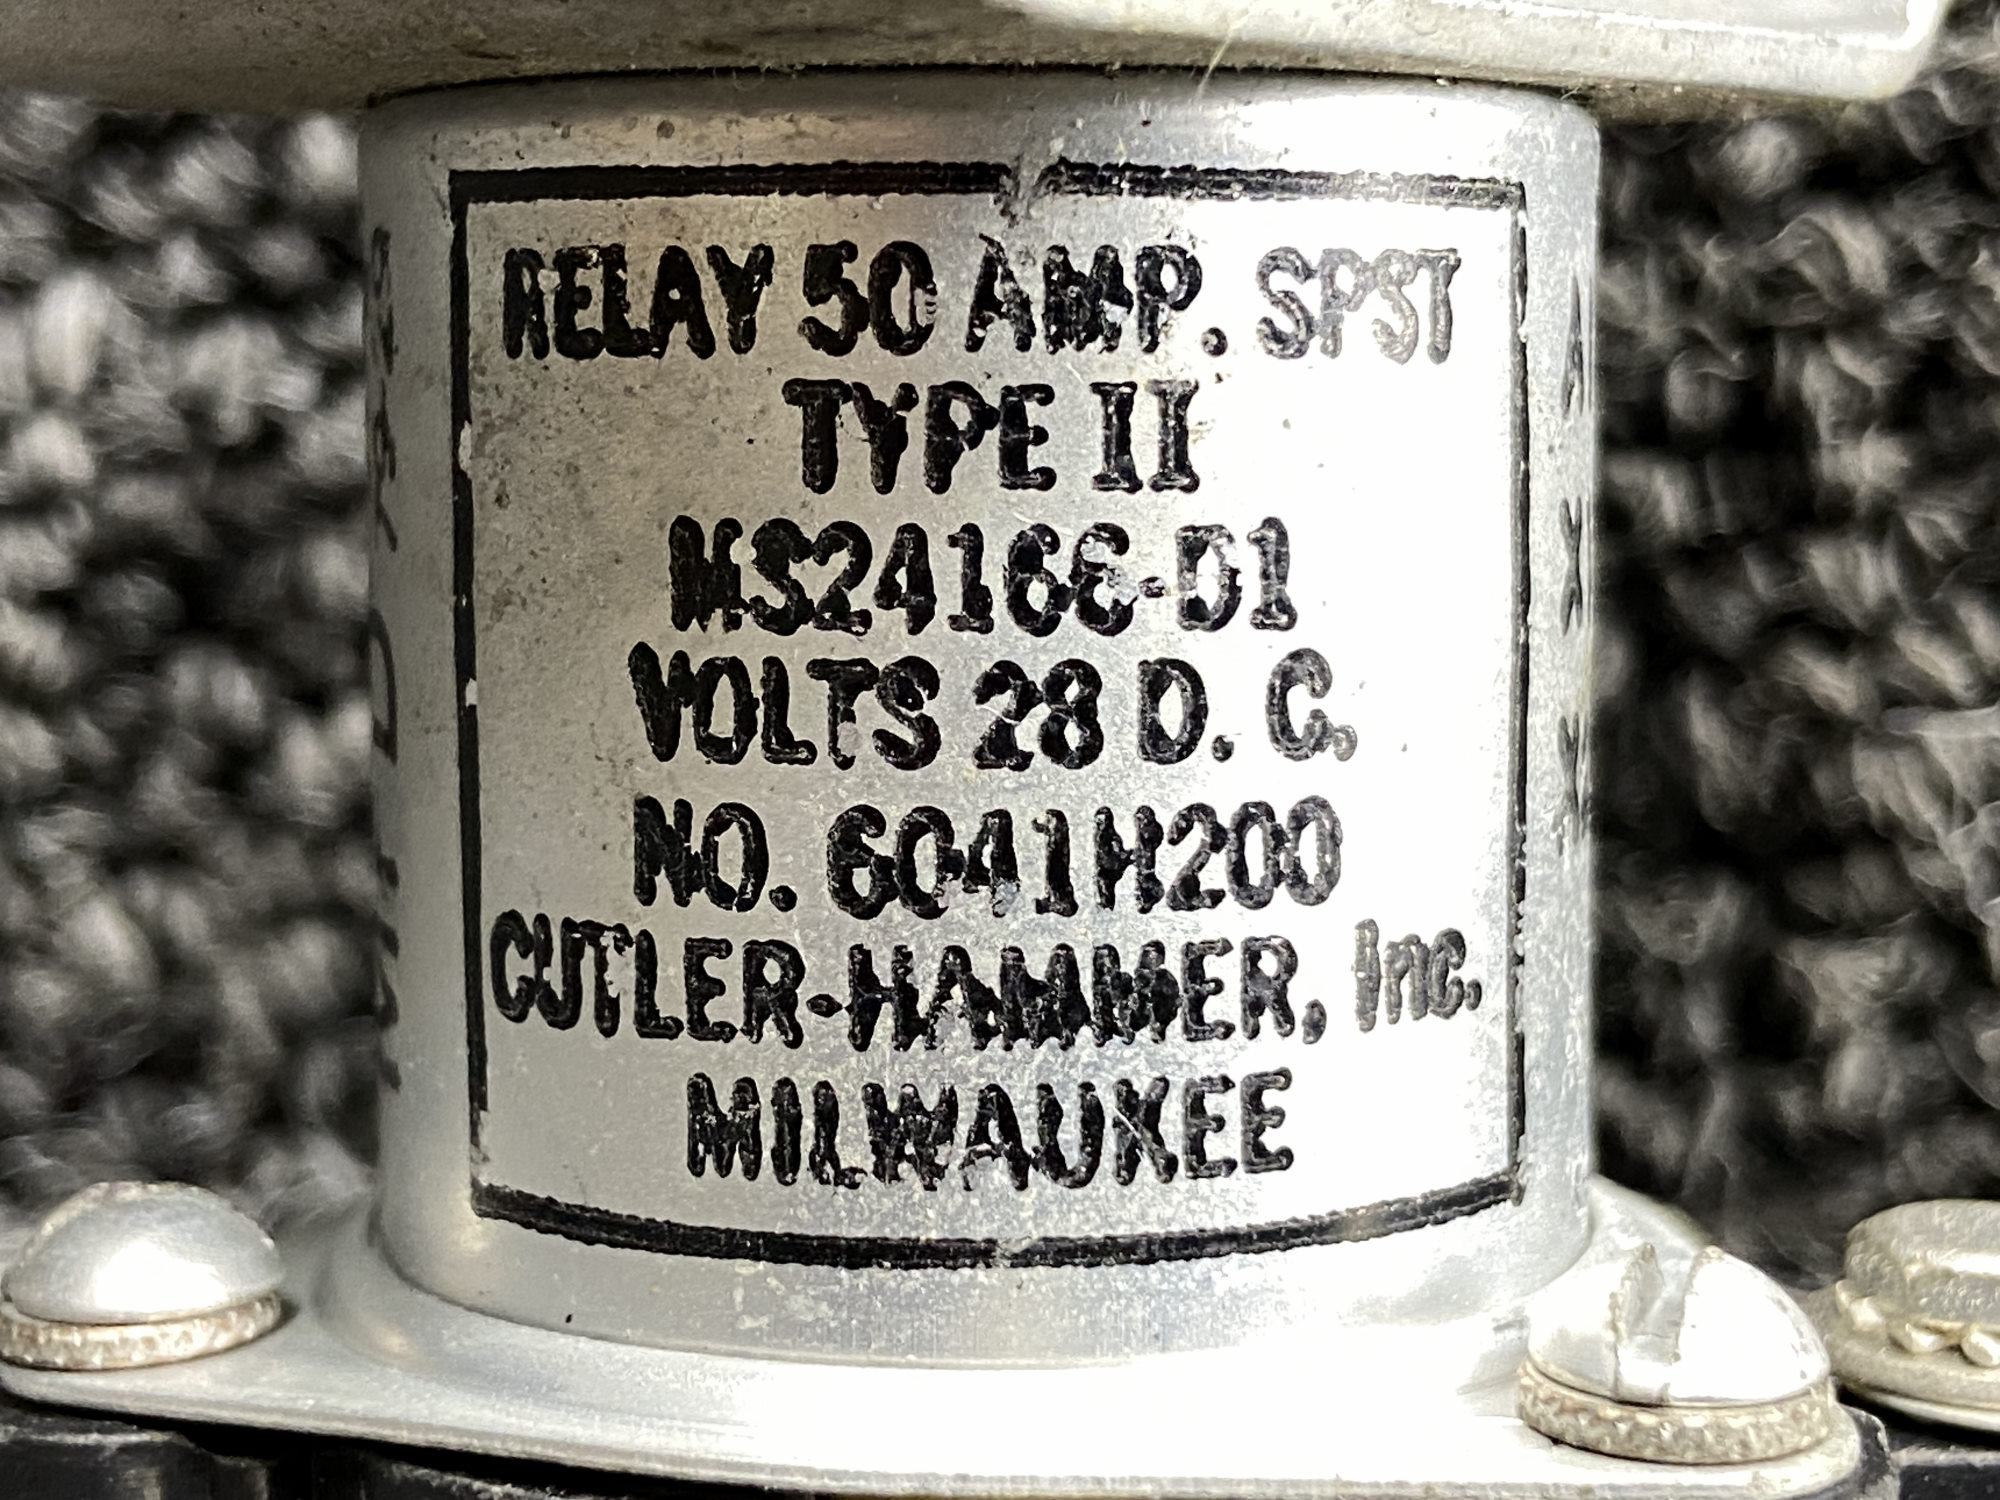 RELAY 50 AMP. SPST
TYPE II
MS24166-D1
VOLTS 28 D. C.
NO. 6041H200
CUTLER-HAMMER, Inc.
MILWAUKEE